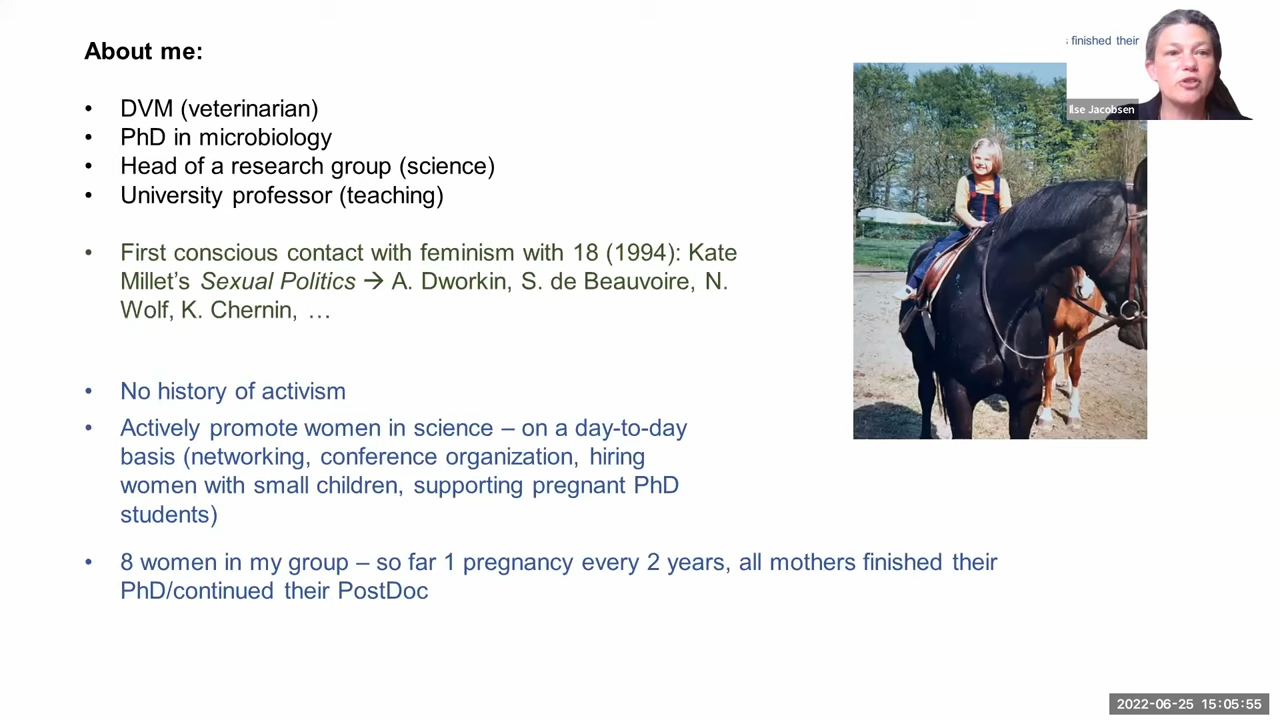 About me:
• DVM (veterinarian)
• PhD in microbiology
• Head of a research group (science)
• University professor (teaching)
• First conscious contact with feminism with 18 (1994): Kate
Millet's Sexual Politics → A. Dworkin, S. de Beauvoire, N.
Wolf, K. Chernin, …
• No history of activism
• Actively promote women in science – on a day-to-day
basis (networking, conference organization, hiring
women with small children, supporting pregnant PhD
students)
• 8 women in my group – so far 1 pregnancy every 2 years, all mothers finished their
PhD/continued their PostDoc
finished their
Ilse Jacobsen
2022-06-25 15:05:55